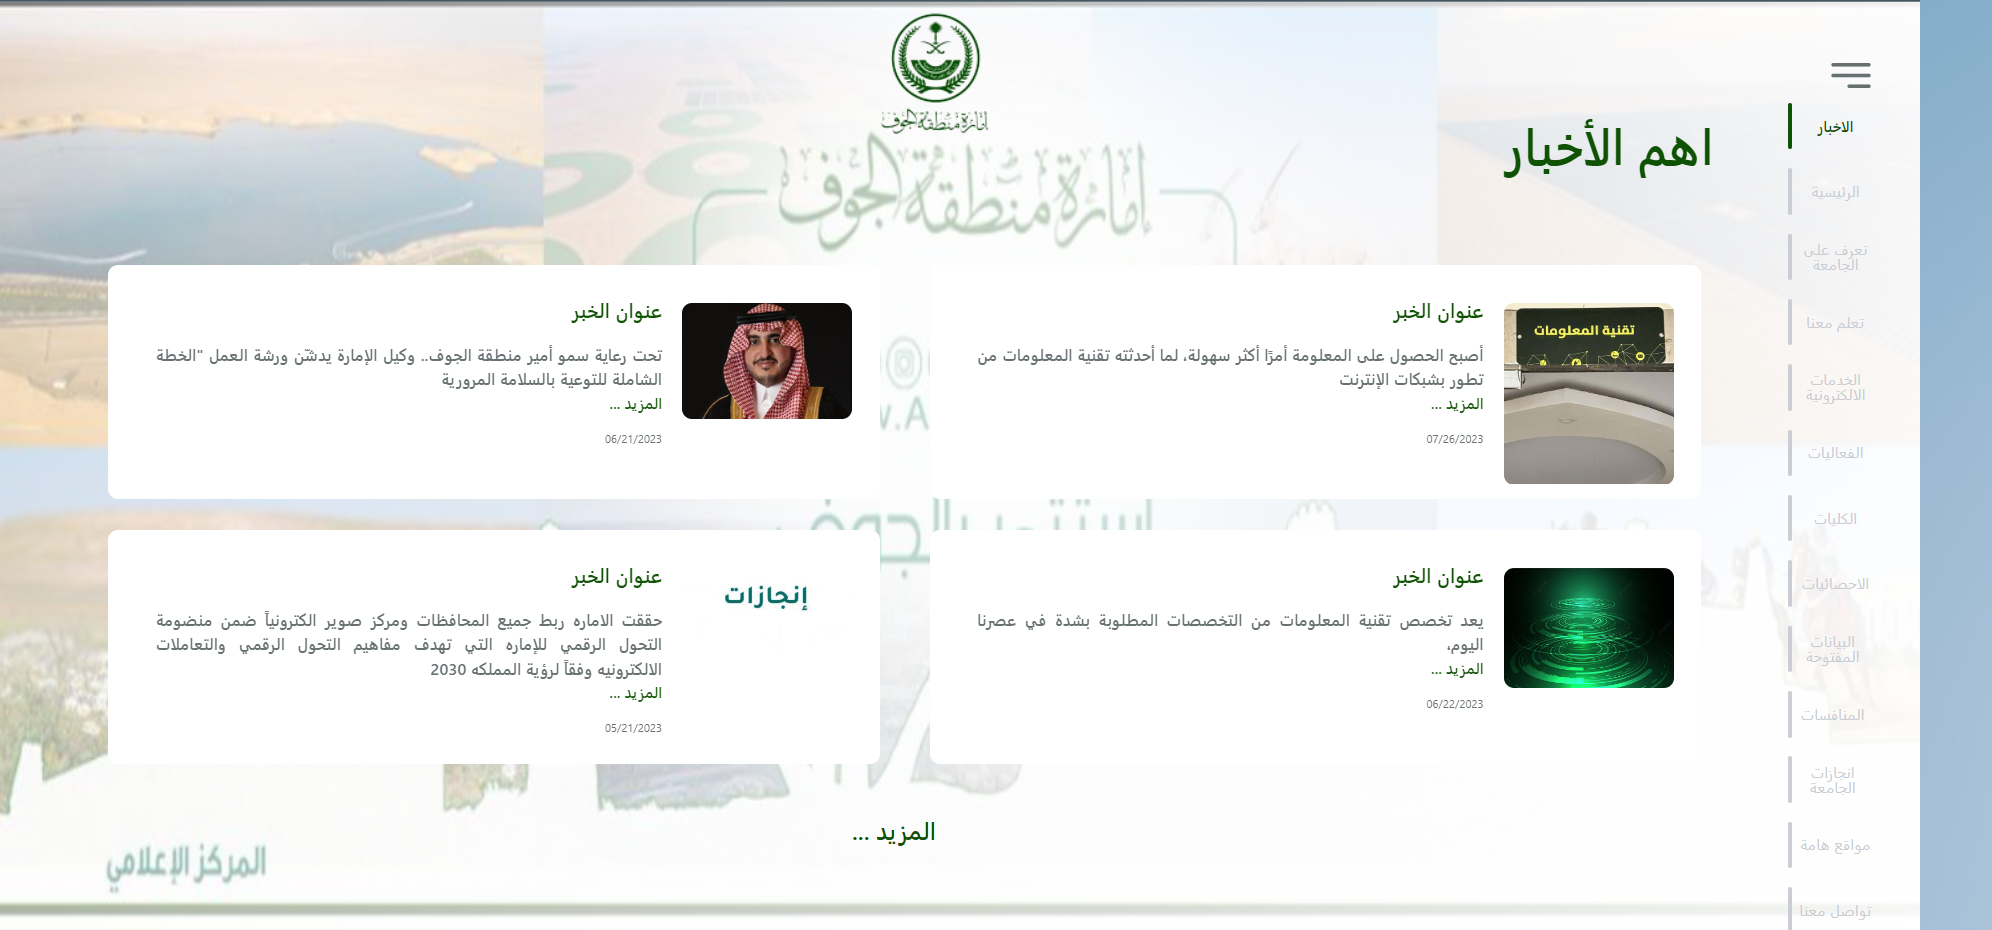 امارة منطقة الجوف
إمارة منطقة الجوف
اهم الأخبار
الاخبار
الرئيسية
تعرف على
الجامعة
تعلم معنا
الخدمات
الالكترونية
الفعاليات
الكليات
الاحصائيات
البيانات
المفتوحة
المنافسات
انجازات
الجامعة
مواقع هامة
تواصل معنا
تقنية المعلومات
عنوان الخبر
أصبح الحصول على المعلومة أمرًا أكثر سهولة، لما أحدثته تقنية المعلومات من
تطور بشبكات الإنترنت
المزيد ...
07/26/2023
عنوان الخبر
تحت رعاية سمو أمير منطقة الجوف.. وكيل الإمارة يدشّن ورشة العمل "الخطة
الشاملة للتوعية بالسلامة المرورية
المزيد ...
06/21/2023
w.A
عنوان الخبر
يعد تخصص تقنية المعلومات من التخصصات المطلوبة بشدة في عصرنا
اليوم،
المزيد ...
06/22/2023
إنجازات
عنوان الخبر
حققت الاماره ربط جميع المحافظات ومركز صوير الكترونياً ضمن منضومة
التحول الرقمي للإماره التي تهدف مفاهيم التحول الرقمي والتعاملات
الالكترونيه وفقاً لرؤية المملكه 2030
المزيد ...
05/21/2023
المزيد ...
المركز الإعلامي